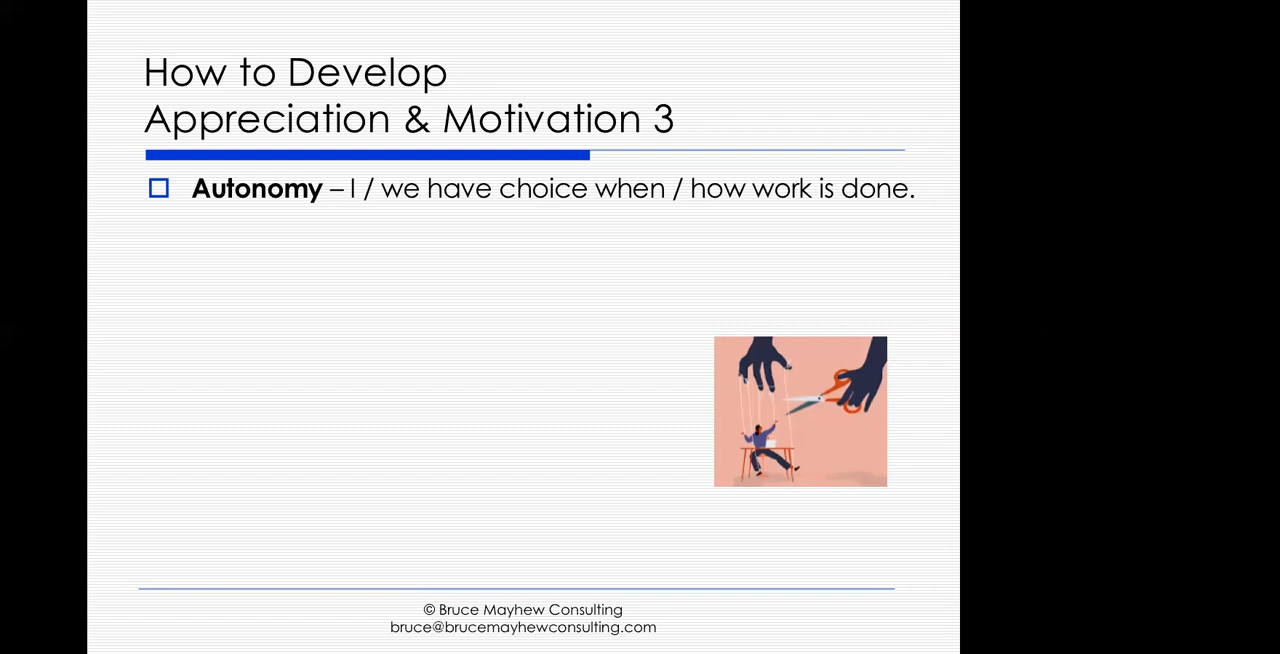 How to Develop
Appreciation & Motivation 3
Autonomy – I / we have choice when / how work is done.
© Bruce Mayhew Consulting
bruce@brucemayhewconsulting.com